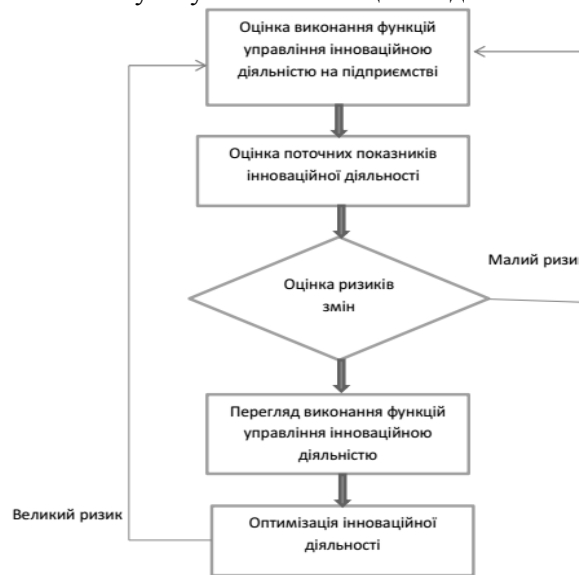 Оцінка виконання функцій
управління інноваційною
діяльністю на підприємстві
Оцінка поточних показників
інноваційної діяльності
Малий ризик
Оцінка ризиків
змін
Перегляд виконання функцій
управління інноваційною
діяльністю
Великий ризик
Оптимізація інноваційної
діяльності